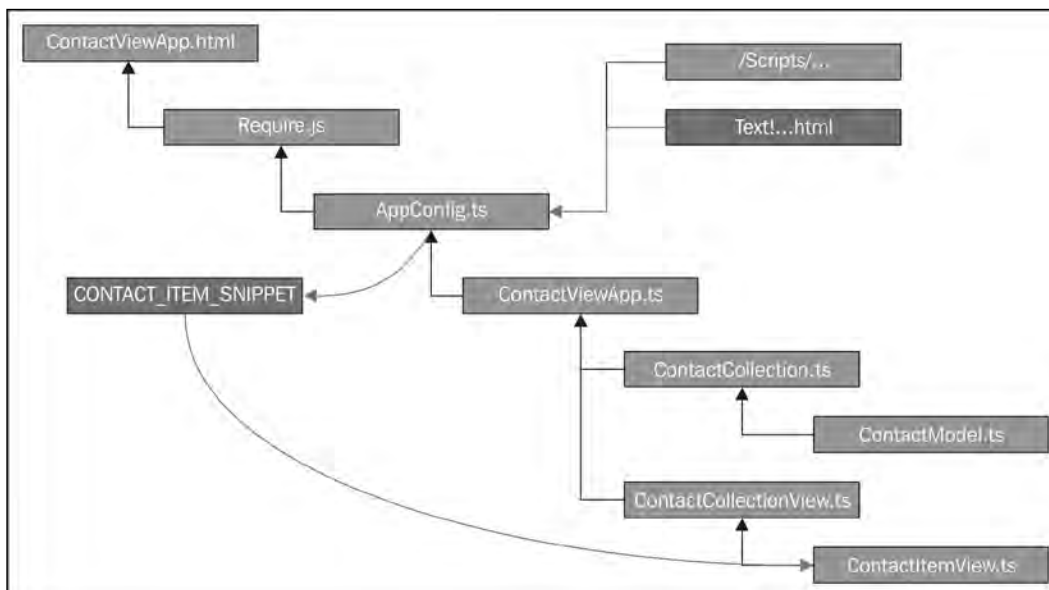 ContactViewApp.html
/Scripts/...
Require.js
Text!...html
AppConfig.ts
CONTACT_ITEM_SNIPPET
ContactViewApp.ts
ContactCollection.ts
ContactModel.ts
ContactCollectionView.ts
ContactItemView.ts